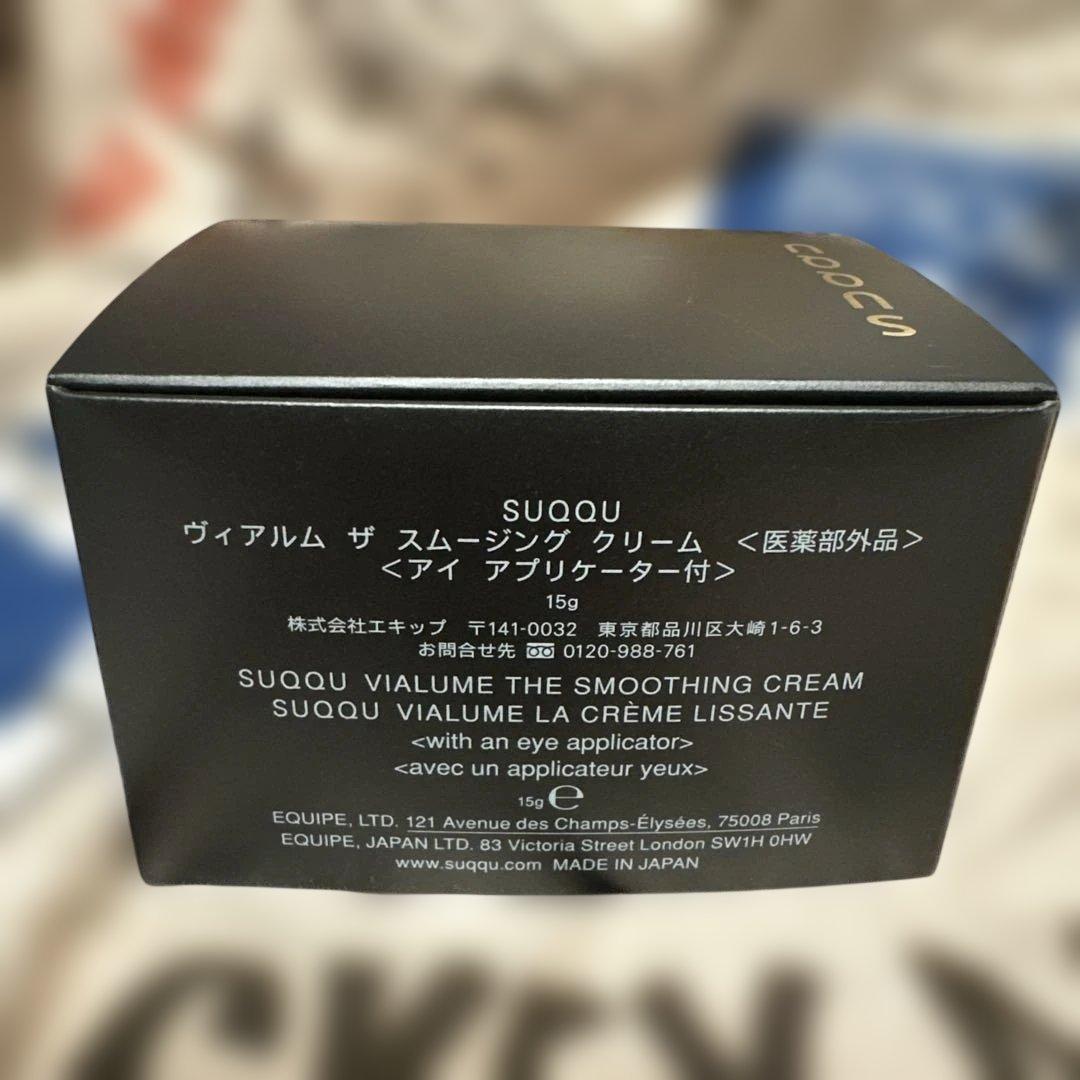 SUQQU
SUQQU
ヴィアルム ザ スムージング クリーム <医薬部外品>
<アイ アプリケーター付>
15g
株式会社エキップ 〒141-0032 東京都品川区大崎1-6-3
お問合せ先 0120-988-761
SUQQU VIALUME THE SMOOTHING CREAM
SUQQU VIALUME LA CRÈME LISSANTE
<with an eye applicator>
<avec un applicateur yeux>
15g ℮
EQUIPE, LTD. 121 Avenue des Champs-Élysées, 75008 Paris
EQUIPE, JAPAN LTD. 83 Victoria Street London SW1H 0HW
www.suqqu.com MADE IN JAPAN